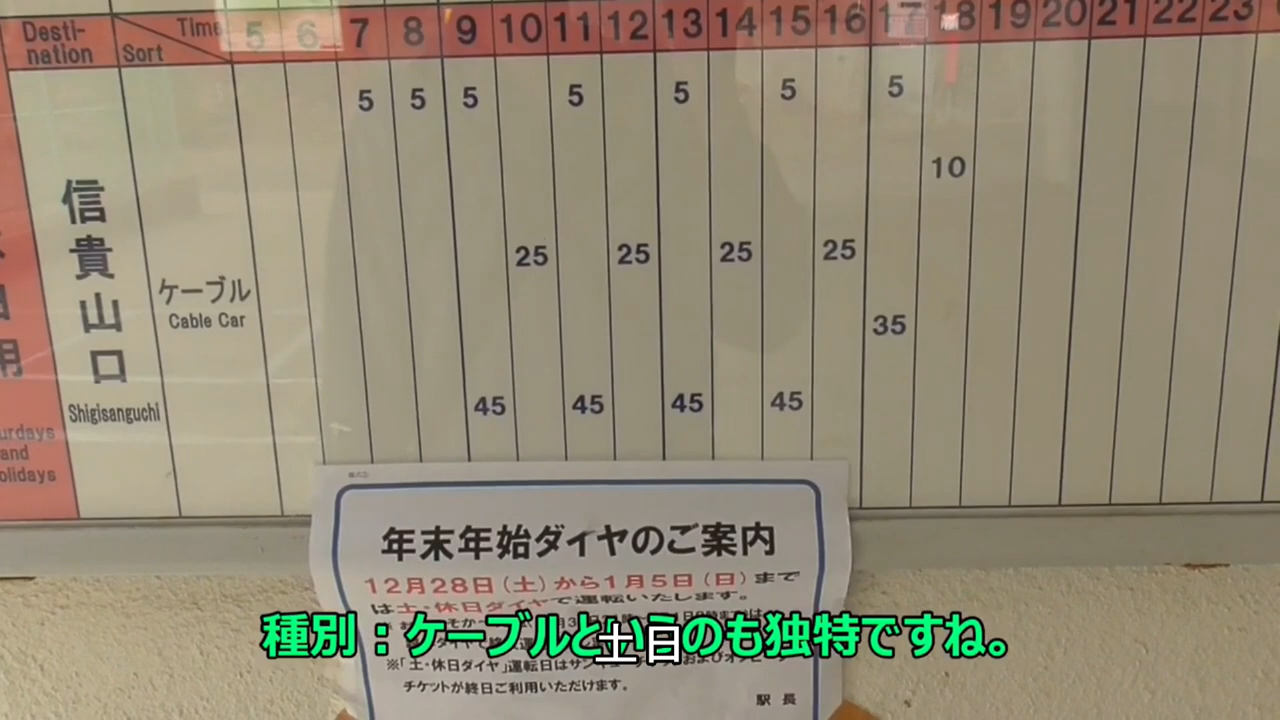 Desti-
nation
Time
Sort
5 6 7 8 9 10 11 12 13 14 15 16 17 18 19 20 21 22 23
信貴山口
Shigisanguchi
ケーブル
Cable Car
5 5 5 5 5 5 5
10
25 25 25 25
35
45 45 45 45
urdays
and
olidays
年末年始ダイヤのご案内
12月28日(土)から1月5日(日)まで
は土・休日ダイヤで運転いたします。
※「土・休日ダイヤ」運転日は
チケットが終日ご利用いただけます。
駅長
種別:ケーブルというのも独特ですね。
土日